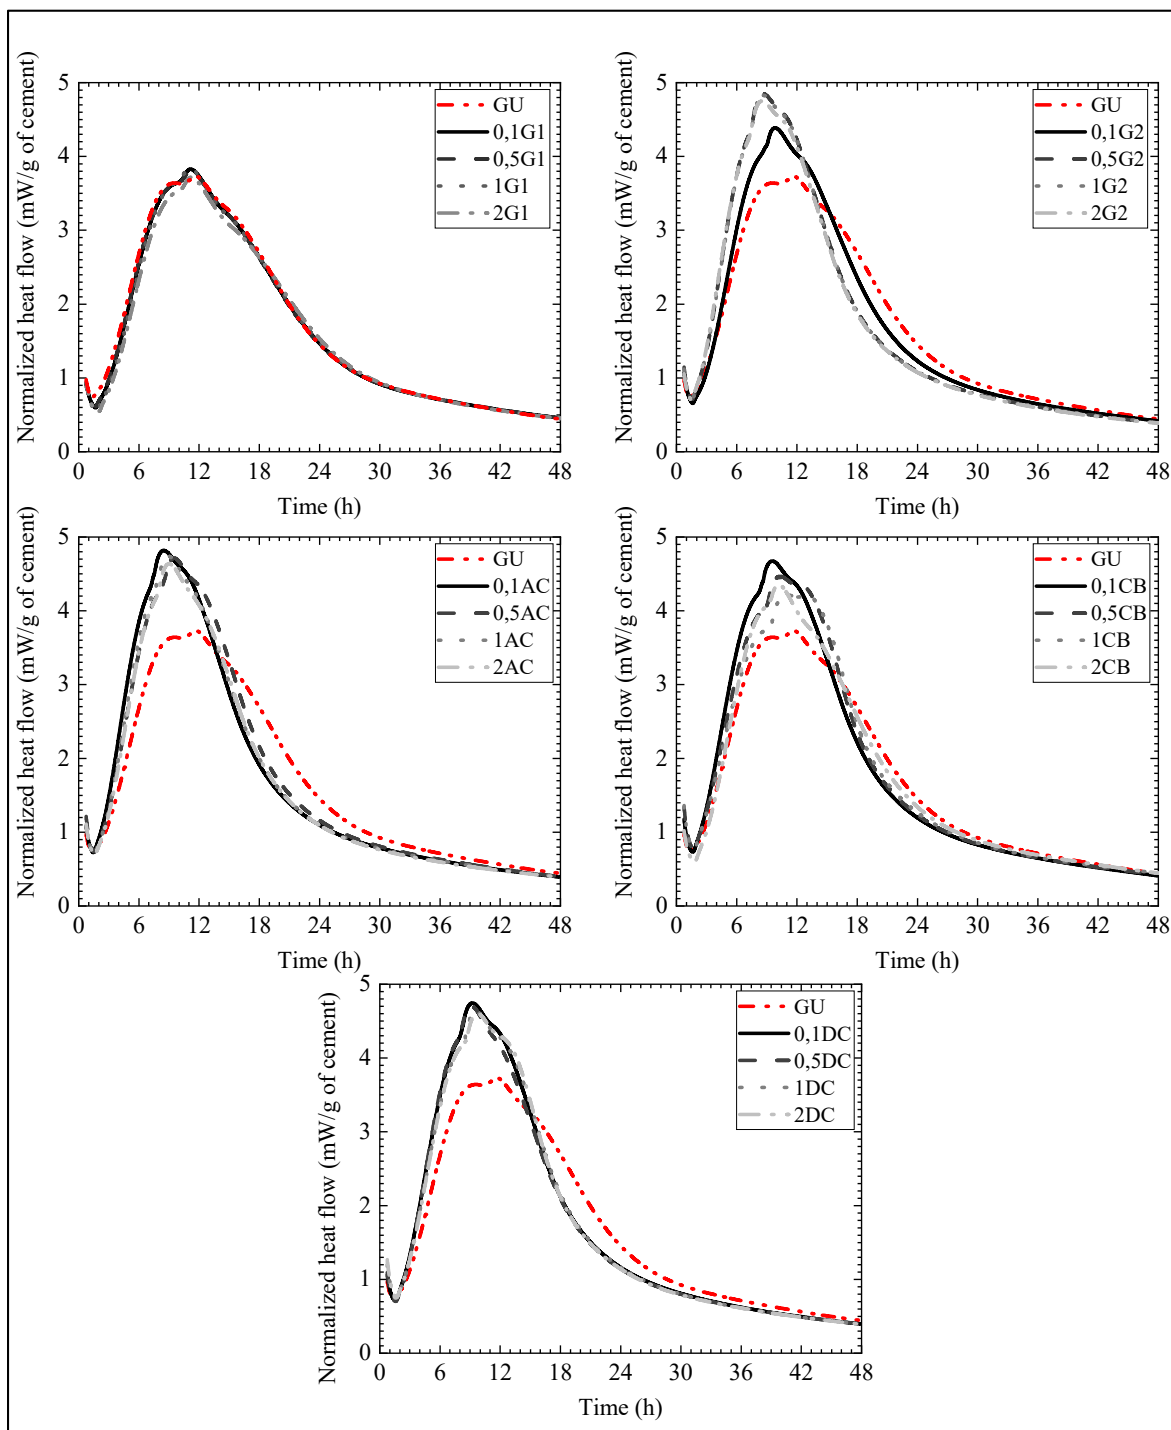 Normalized heat flow (mW/g of cement)
5
4
3
2
1
0
GU
0,1G1
0,5G1
1G1
2G1
0 6 12 18 24 30 36 42 48
Time (h)
Normalized heat flow (mW/g of cement)
5
4
3
2
1
0
GU
0,1G2
0,5G2
1G2
2G2
0 6 12 18 24 30 36 42 48
Time (h)
Normalized heat flow (mW/g of cement)
5
4
3
2
1
0
GU
0,1AC
0,5AC
1AC
2AC
0 6 12 18 24 30 36 42 48
Time (h)
Normalized heat flow (mW/g of cement)
5
4
3
2
1
0
GU
0,1CB
0,5CB
1CB
2CB
0 6 12 18 24 30 36 42 48
Time (h)
Normalized heat flow (mW/g of cement)
5
4
3
2
1
0
GU
0,1DC
0,5DC
1DC
2DC
0 6 12 18 24 30 36 42 48
Time (h)